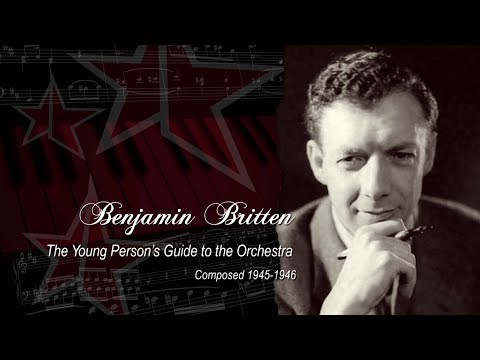 Benjamin Britten
The Young Person's Guide to the Orchestra
Composed 1945-1946